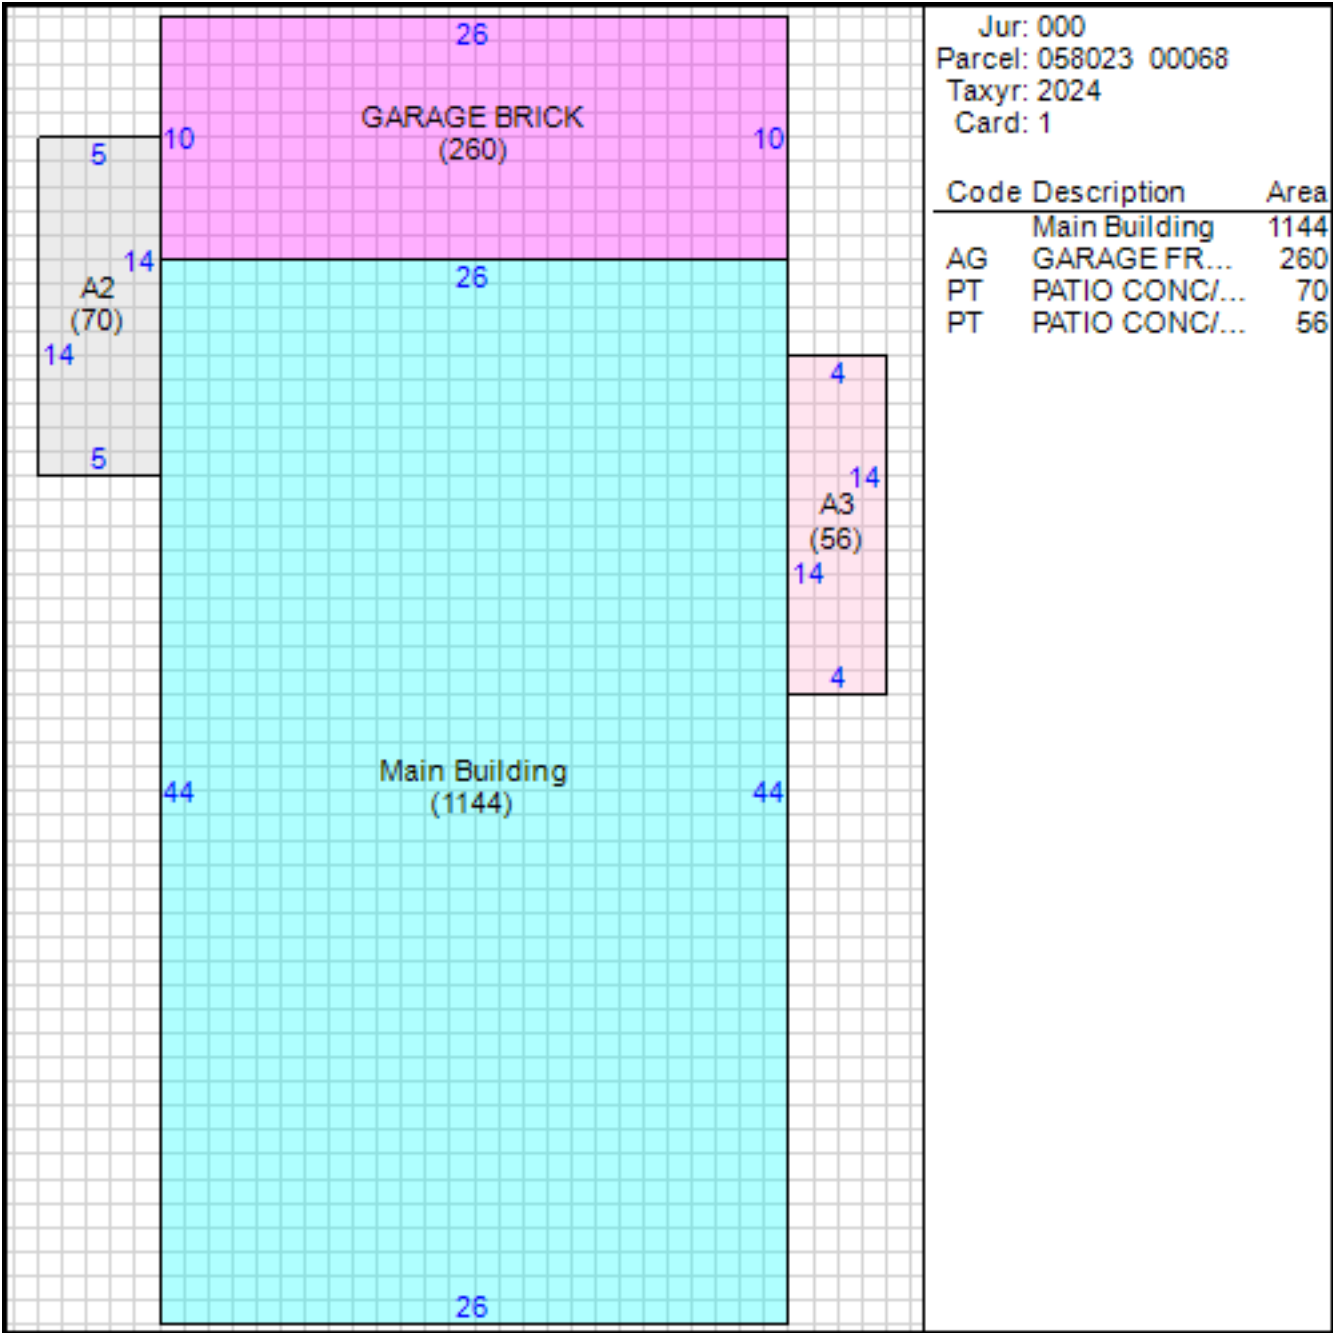 26
GARAGE BRICK
(260)
10
10
5
14
A2
(70)
14
5
26
4
14
A3
(56)
14
4
Main Building
(1144)
44
44
26
Jur: 000
Parcel: 058023 00068
Taxyr: 2024
Card: 1
Code Description Area
Main Building 1144
AG GARAGE FR... 260
PT PATIO CONC/... 70
PT PATIO CONC/... 56